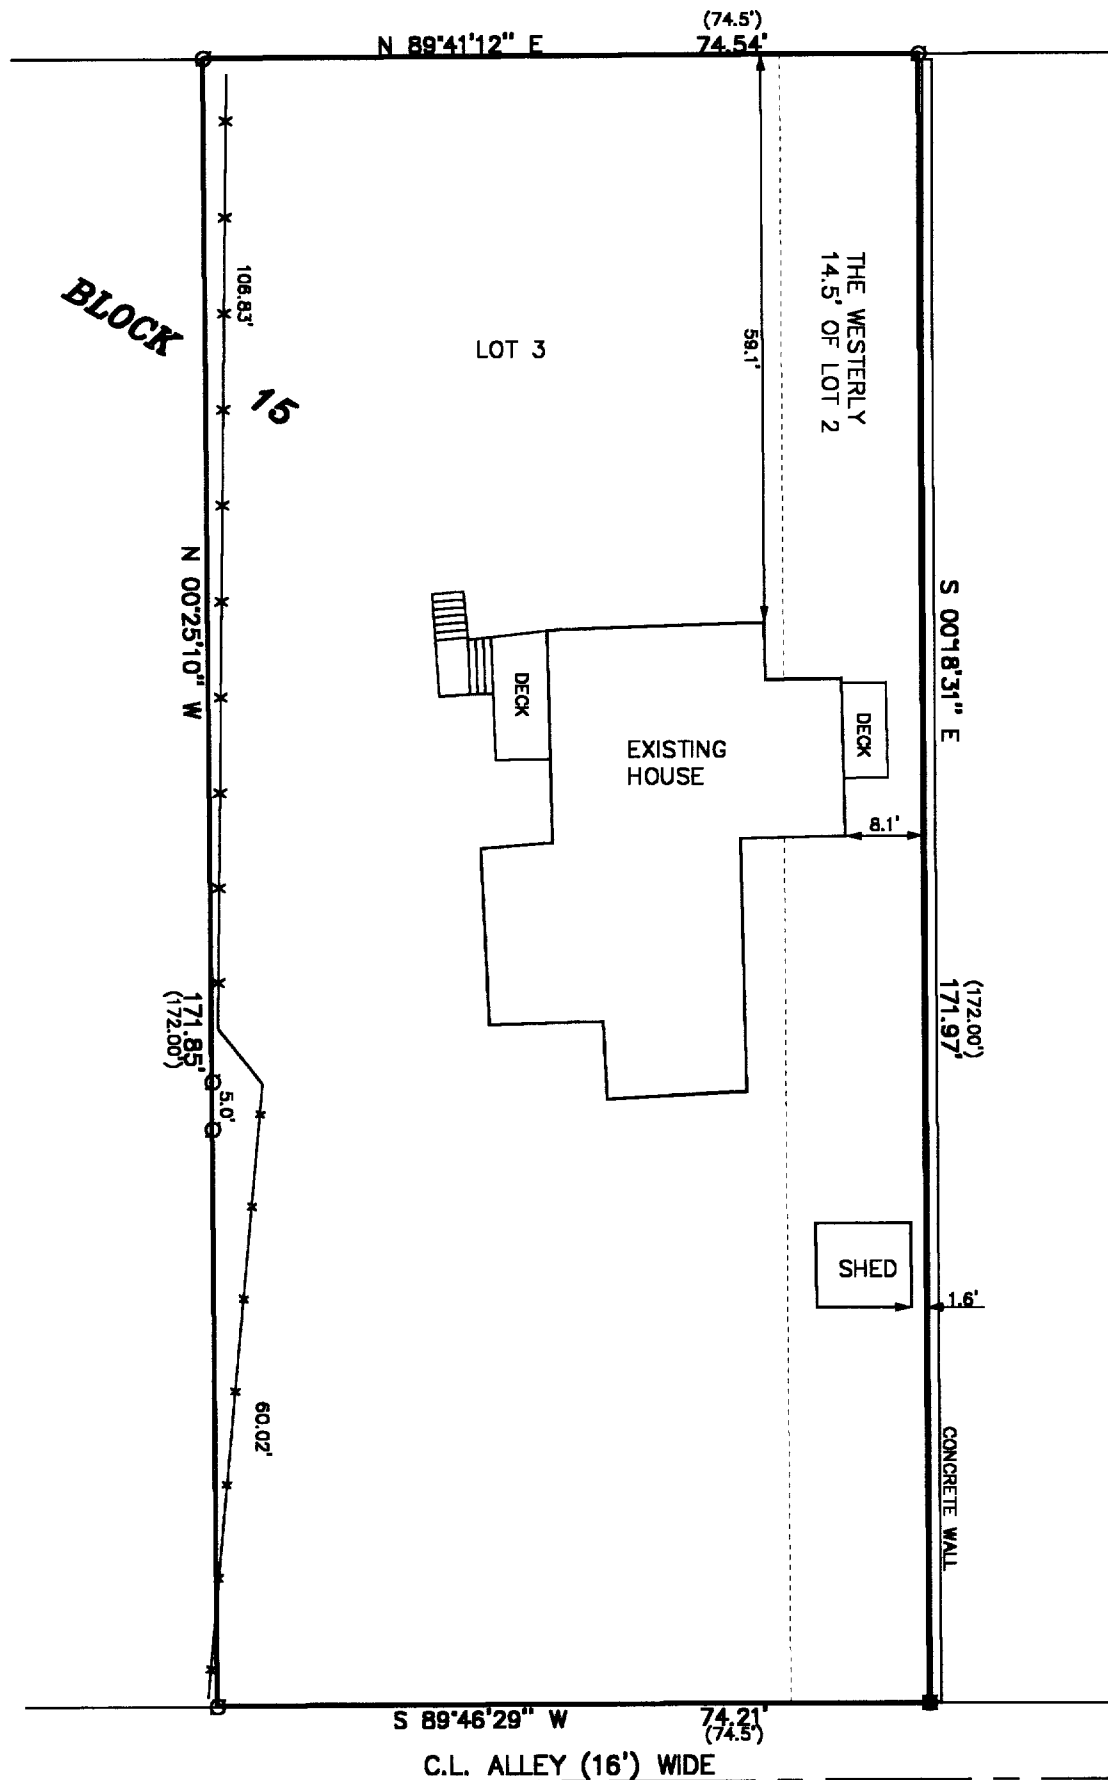 (74.5')
N 89°41'12" E 74.54'
THE WESTERLY
14.5' OF LOT 2
BLOCK
106.83'
59.1'
LOT 3
15
N 00°25'10" W
S 00°18'31" E
DECK
DECK
EXISTING
HOUSE
8.1'
171.85'
(172.00')
(172.00')
171.97'
5.0'
SHED
1.6'
60.02'
CONCRETE WALL
S 89°46'29" W 74.21'
(74.5')
C.L. ALLEY (16') WIDE